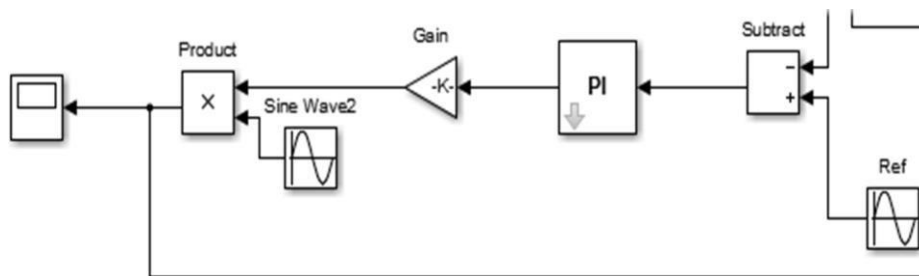 Subtract
Gain
Product
−
-K-
PI
×
+
Sine Wave2
Ref